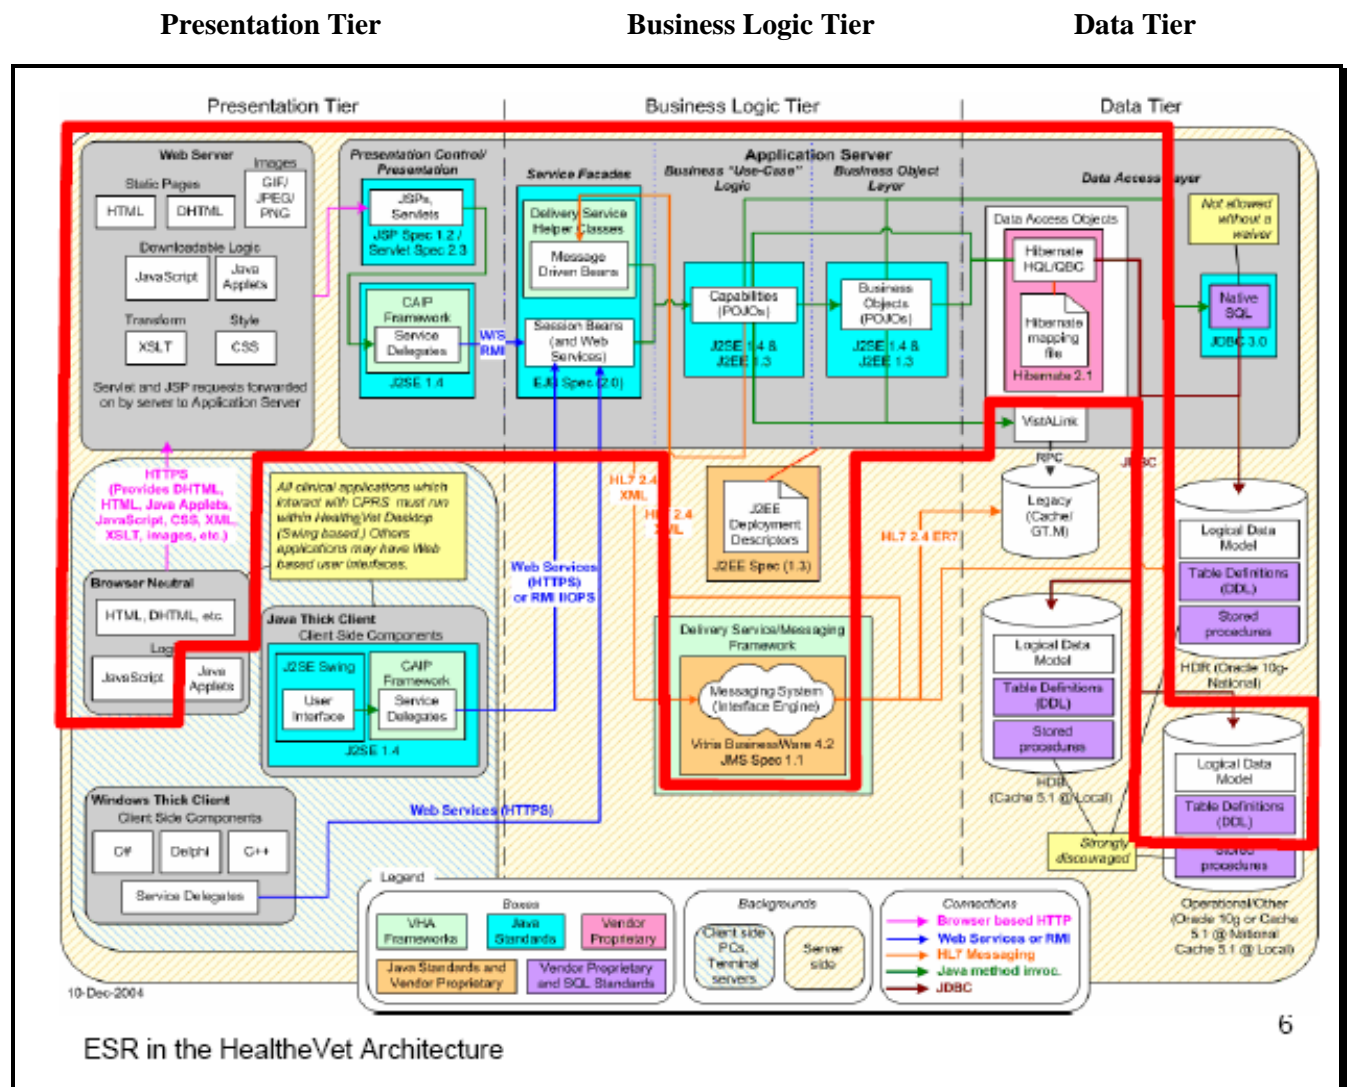 Presentation Tier
Business Logic Tier
Data Tier
Presentation Tier
Business Logic Tier
Data Tier
Web Server
Static Pages
HTML
DHTML
Images
GIF/
JPEG/
PNG
Downloadable Logic
JavaScript
Java
Applets
Transform
XSLT
Style
CSS
Servlet and JSP requests forwarded
on by server to Application Server
Presentation Control/
Presentation
JSPs,
Servlets
JSP Spec 1.2 /
Servlet Spec 2.3
CAIP
Framework
Service
Delegates
J2SE 1.4
W/S
RMI
Application Server
Service Facades
Delivery Service
Helper Classes
Message
Driven Beans
Session Beans
(and Web
Services)
EJB Spec (2.0)
Business "Use-Case"
Logic
Capabilities
(POJOs)
J2SE 1.4 &
J2EE 1.3
Business Object
Layer
Business
Objects
(POJOs)
J2SE 1.4 &
J2EE 1.3
Data Access Layer
Data Access Objects
Hibernate
HQL/QBC
Hibernate
mapping
file
Hibernate 2.1
Not allowed
without a
waiver
Native
SQL
JDBC 3.0
VistALink
RPC
JDBC
HTTPS
(Provides DHTML,
HTML, Java Applets,
JavaScript, CSS, XML,
XSLT, images, etc.)
All clinical applications which
interact with CPRS must run
within HealtheVet Desktop
(Swing based.) Others
applications may have Web
based user interfaces.
Browser Neutral
HTML, DHTML, etc.
JavaScript
Java
Applets
Java Thick Client
Client Side Components
J2SE Swing
User
Interface
CAIP
Framework
Service
Delegates
J2SE 1.4
Web Services
(HTTPS)
or RMI IIOPS
Windows Thick Client
Client Side Components
C#
Delphi
C++
Service Delegates
Web Services (HTTPS)
HL7 2.4
XML
HL7 2.4
XML
J2EE
Deployment
Descriptors
J2EE Spec (1.3)
HL7 2.4 ER7
Delivery Service/Messaging
Framework
Messaging System
(Interface Engine)
Vitria BusinessWare 4.2
JMS Spec 1.1
Legacy
(Cache/
GT.M)
Logical Data
Model
Table Definitions
(DDL)
Stored
procedures
HDR (Oracle 10g-
National)
Logical Data
Model
Table Definitions
(DDL)
Stored
procedures
HDR
(Cache 5.1 @ Local)
Logical Data
Model
Table Definitions
(DDL)
Stored
procedures
Strongly
discouraged
Operational/Other
(Oracle 10g or Cache
5.1 @ National
Cache 5.1 @ Local)
Legend
Boxes
VHA
Frameworks
Java
Standards
Vendor
Proprietary
Java Standards and
Vendor Proprietary
Vendor Proprietary
and SQL Standards
Backgrounds
Client side
PCs,
Terminal
servers
Server
side
Connections
Browser based HTTP
Web Services or RMI
HL7 Messaging
Java method invoc.
JDBC
10-Dec-2004
6
ESR in the HealtheVet Architecture